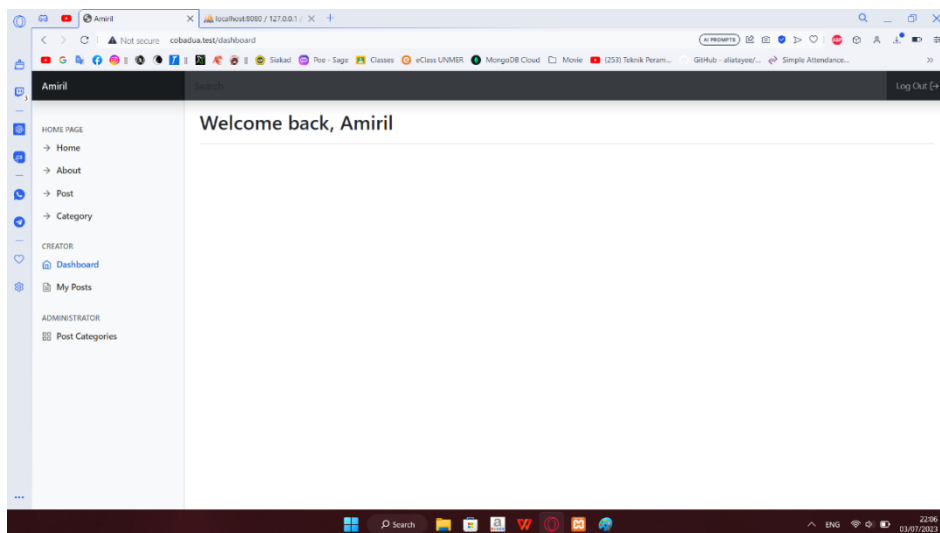 Amiril
localhost:8080 / 127.0.0.1 /
Not secure cobadua.test/dashboard
AI PROMPTS
Siakad Poe - Sage Classes eClass UNMER MongoDB Cloud Movie (253) Teknik Peram... GitHub - aliatayee/... Simple Attendance...
Amiril Search Log Out
Welcome back, Amiril
HOME PAGE
Home
About
Post
Category
CREATOR
Dashboard
My Posts
ADMINISTRATOR
Post Categories
Search
ENG
22:06
03/07/2023